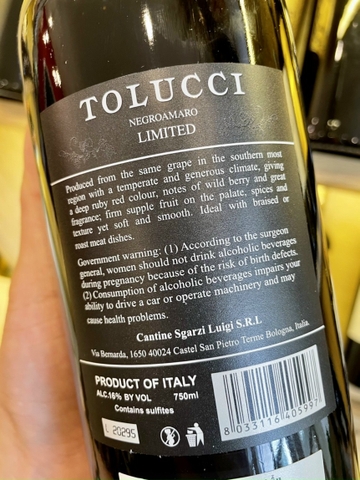 TOLUCCI
NEGROAMARO
LIMITED
Produced from the same grape in the southern most
region with a temperate and generous climate, giving
a deep ruby red colour, notes of wild berry and great
fragrance; firm supple fruit on the palate, spices and
texture yet soft and smooth. Ideal with braised or
roast meat dishes.
Government warning: (1) According to the surgeon
general, women should not drink alcoholic beverages
during pregnancy because of the risk of birth defects.
(2) Consumption of alcoholic beverages impairs your
ability to drive a car or operate machinery and may
cause health problems.
Cantine Sgarzi Luigi S.R.L
Via Bernarda, 1650 40024 Castel San Pietro Terme Bologna, Italia.
PRODUCT OF ITALY
ALC.16% BY VOL 750ml
Contains sulfites
L 20295
8 033116 405997